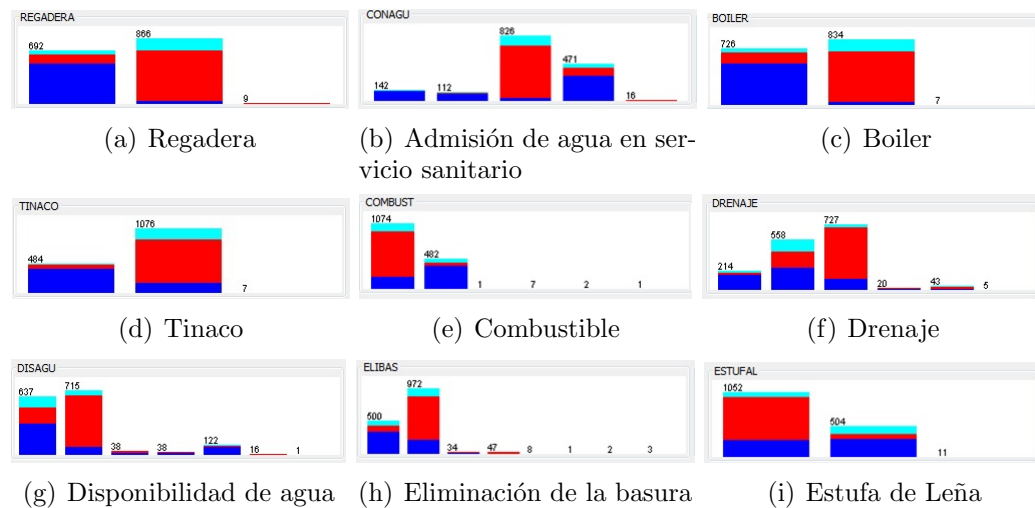 REGADERA
692
866
9
(a) Regadera
CONAGU
142
112
826
471
16
(b) Admisión de agua en ser-
vicio sanitario
BOILER
726
834
7
(c) Boiler
TINACO
484
1076
7
(d) Tinaco
COMBUST
1074
482
1
7
2
1
(e) Combustible
DRENAJE
214
558
727
20
43
5
(f) Drenaje
DISAGU
637
715
38
38
122
16
1
(g) Disponibilidad de agua
ELIBAS
500
972
34
47
8
1
2
3
(h) Eliminación de la basura
ESTUFAL
1052
504
11
(i) Estufa de Leña